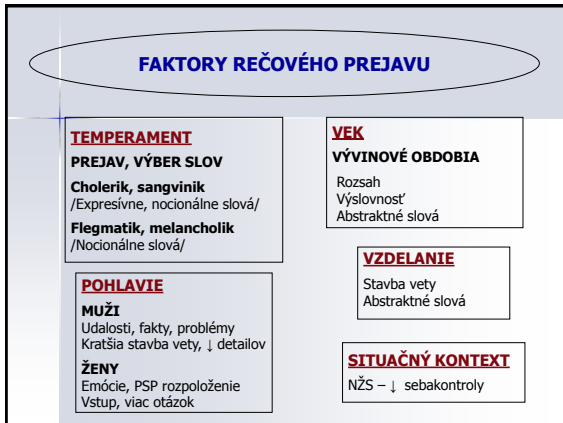 FAKTORY REČOVÉHO PREJAVU
TEMPERAMENT
PREJAV, VÝBER SLOV
Cholerik, sangvinik
/Expresívne, nocionálne slová/
Flegmatik, melancholik
/Nocionálne slová/
POHLAVIE
MUŽI
Udalosti, fakty, problémy
Kratšia stavba vety, ↓ detailov
ŽENY
Emócie, PSP rozpoloženie
Vstup, viac otázok
VEK
VÝVINOVÉ OBDOBIA
Rozsah
Výslovnosť
Abstraktné slová
VZDELANIE
Stavba vety
Abstraktné slová
SITUAČNÝ KONTEXT
NŽS – ↓ sebakontroly